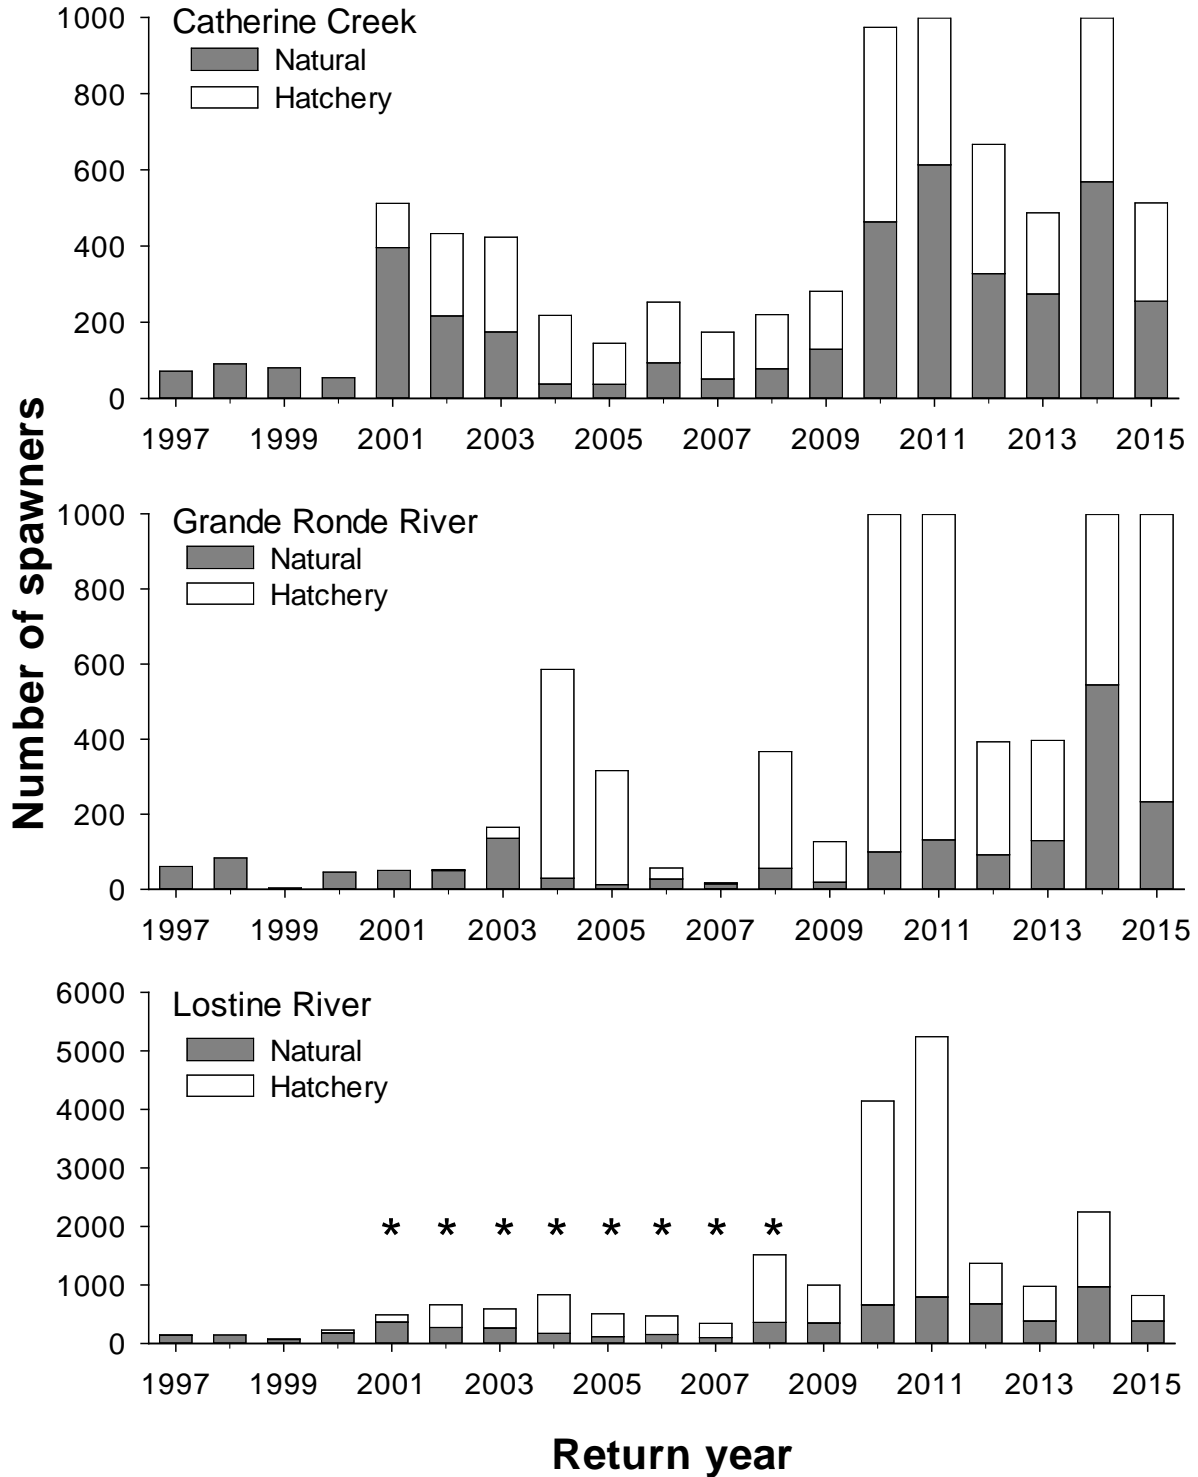 Number of spawners
Catherine Creek
Natural
Hatchery
1000
800
600
400
200
0
1997 1999 2001 2003 2005 2007 2009 2011 2013 2015
Grande Ronde River
Natural
Hatchery
1000
800
600
400
200
0
1997 1999 2001 2003 2005 2007 2009 2011 2013 2015
Lostine River
Natural
Hatchery
6000
5000
4000
3000
2000
1000
0
* * * * * * * *
1997 1999 2001 2003 2005 2007 2009 2011 2013 2015
Return year